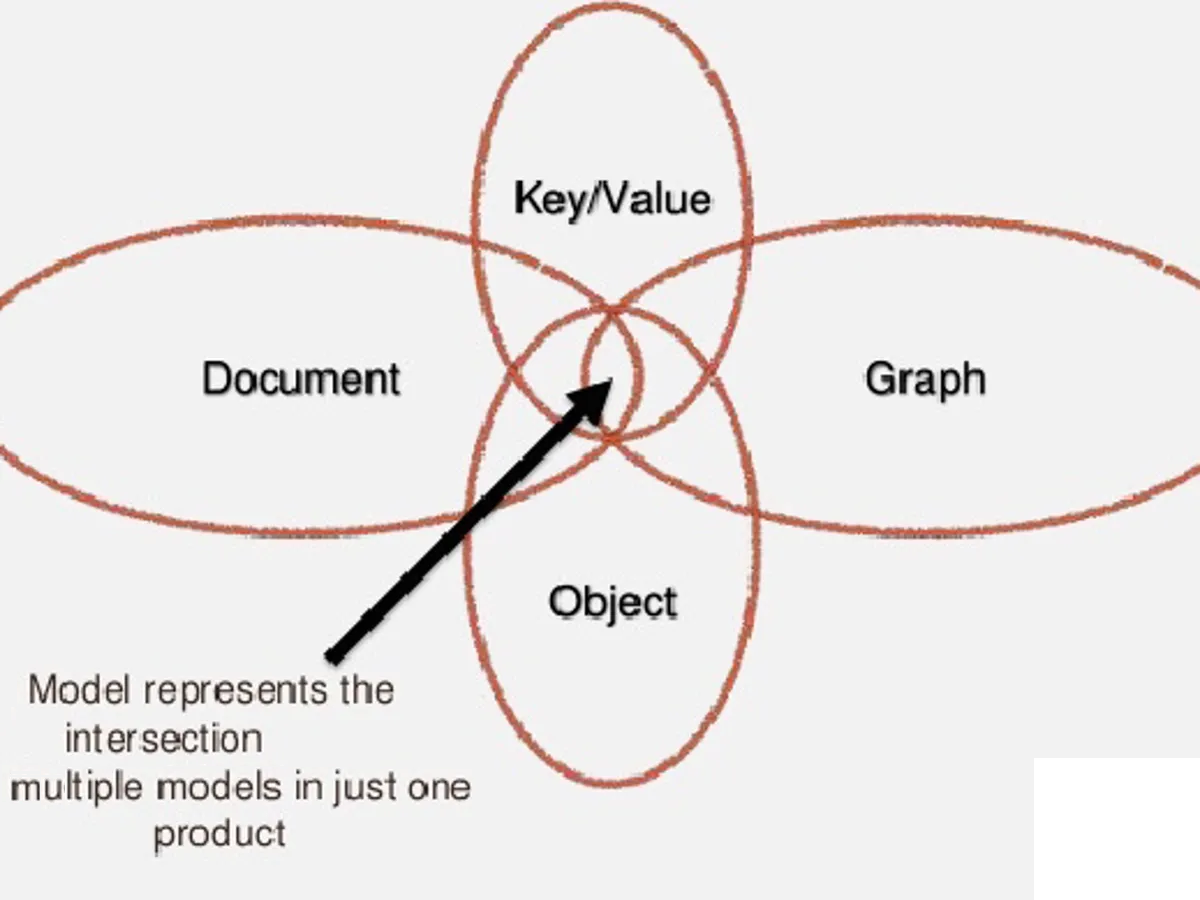 Key/Value
Document
Graph
Object
Model represents the
intersection
multiple models in just one
product